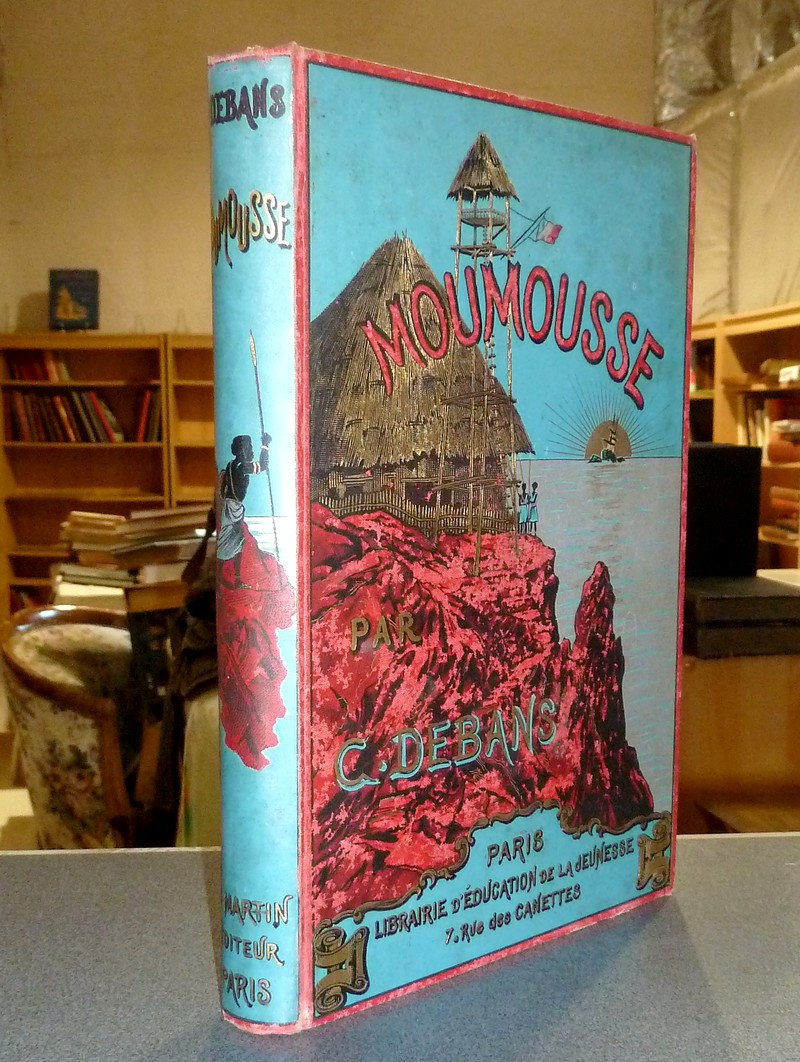 DEBANS
MOUMOUSSE
MARTIN
EDITEUR
PARIS
MOUMOUSSE
PAR
C. DEBANS
PARIS
LIBRAIRIE D'ÉDUCATION DE LA JEUNESSE
7. RUE des CANETTES